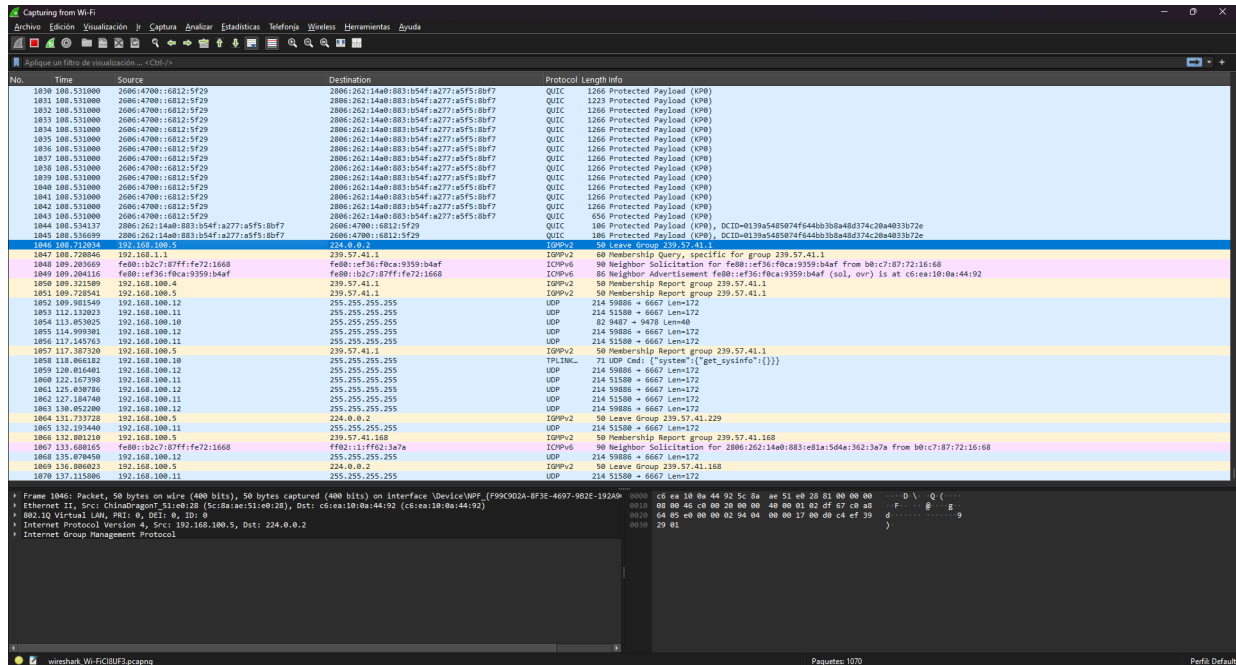 Capturing from Wi-Fi
Archivo Edición Visualización Ir Captura Analizar Estadísticas Telefonía Wireless Herramientas Ayuda
Aplique un filtro de visualización ... <Ctrl-/>
No. Time Source Destination Protocol Length Info
1030 108.531000 2606:4700::6812:5f29 2806:262:14a0:883:b54f:a277:a5f5:8bf7 QUIC 1266 Protected Payload (KP0)
1031 108.531000 2606:4700::6812:5f29 2806:262:14a0:883:b54f:a277:a5f5:8bf7 QUIC 1223 Protected Payload (KP0)
1032 108.531000 2606:4700::6812:5f29 2806:262:14a0:883:b54f:a277:a5f5:8bf7 QUIC 1266 Protected Payload (KP0)
1033 108.531000 2606:4700::6812:5f29 2806:262:14a0:883:b54f:a277:a5f5:8bf7 QUIC 1266 Protected Payload (KP0)
1034 108.531000 2606:4700::6812:5f29 2806:262:14a0:883:b54f:a277:a5f5:8bf7 QUIC 1266 Protected Payload (KP0)
1035 108.531000 2606:4700::6812:5f29 2806:262:14a0:883:b54f:a277:a5f5:8bf7 QUIC 1266 Protected Payload (KP0)
1036 108.531000 2606:4700::6812:5f29 2806:262:14a0:883:b54f:a277:a5f5:8bf7 QUIC 1266 Protected Payload (KP0)
1037 108.531000 2606:4700::6812:5f29 2806:262:14a0:883:b54f:a277:a5f5:8bf7 QUIC 1266 Protected Payload (KP0)
1038 108.531000 2606:4700::6812:5f29 2806:262:14a0:883:b54f:a277:a5f5:8bf7 QUIC 1266 Protected Payload (KP0)
1039 108.531000 2606:4700::6812:5f29 2806:262:14a0:883:b54f:a277:a5f5:8bf7 QUIC 1266 Protected Payload (KP0)
1040 108.531000 2606:4700::6812:5f29 2806:262:14a0:883:b54f:a277:a5f5:8bf7 QUIC 1266 Protected Payload (KP0)
1041 108.531000 2606:4700::6812:5f29 2806:262:14a0:883:b54f:a277:a5f5:8bf7 QUIC 1266 Protected Payload (KP0)
1042 108.531000 2606:4700::6812:5f29 2806:262:14a0:883:b54f:a277:a5f5:8bf7 QUIC 1266 Protected Payload (KP0)
1043 108.531000 2606:4700::6812:5f29 2806:262:14a0:883:b54f:a277:a5f5:8bf7 QUIC 656 Protected Payload (KP0)
1044 108.534137 2806:262:14a0:883:b54f:a277:a5f5:8bf7 2606:4700::6812:5f29 QUIC 106 Protected Payload (KP0), DCID=0139a5485074f644bb3b8a48d374c20a4033b72e
1045 108.536699 2806:262:14a0:883:b54f:a277:a5f5:8bf7 2606:4700::6812:5f29 QUIC 106 Protected Payload (KP0), DCID=0139a5485074f644bb3b8a48d374c20a4033b72e
1046 108.712034 192.168.100.5 224.0.0.2 IGMPv2 50 Leave Group 239.57.41.1
1047 108.720846 192.168.1.1 239.57.41.1 IGMPv2 60 Membership Query, specific for group 239.57.41.1
1048 109.203669 fe80::b2c7:87ff:fe72:1668 fe80::ef36:f0ca:9359:b4af ICMPv6 90 Neighbor Solicitation for fe80::ef36:f0ca:9359:b4af from b0:c7:87:72:16:68
1049 109.204116 fe80::ef36:f0ca:9359:b4af fe80::b2c7:87ff:fe72:1668 ICMPv6 86 Neighbor Advertisement fe80::ef36:f0ca:9359:b4af (sol, ovr) is at c6:ea:10:0a:44:92
1050 109.321509 192.168.100.4 239.57.41.1 IGMPv2 50 Membership Report group 239.57.41.1
1051 109.728541 192.168.100.5 239.57.41.1 IGMPv2 50 Membership Report group 239.57.41.1
1052 109.981549 192.168.100.12 255.255.255.255 UDP 214 59886 → 6667 Len=172
1053 112.132023 192.168.100.11 255.255.255.255 UDP 214 51580 → 6667 Len=172
1054 113.053025 192.168.100.10 255.255.255.255 UDP 82 9487 → 9478 Len=40
1055 114.999301 192.168.100.12 255.255.255.255 UDP 214 59886 → 6667 Len=172
1056 117.145763 192.168.100.11 255.255.255.255 UDP 214 51580 → 6667 Len=172
1057 117.387320 192.168.100.5 239.57.41.1 IGMPv2 50 Membership Report group 239.57.41.1
1058 118.066182 192.168.100.10 255.255.255.255 TPLINK… 71 UDP Cmd: {"system":{"get_sysinfo":{}}}
1059 120.016401 192.168.100.12 255.255.255.255 UDP 214 59886 → 6667 Len=172
1060 122.167398 192.168.100.11 255.255.255.255 UDP 214 51580 → 6667 Len=172
1061 125.030786 192.168.100.12 255.255.255.255 UDP 214 59886 → 6667 Len=172
1062 127.184740 192.168.100.11 255.255.255.255 UDP 214 51580 → 6667 Len=172
1063 130.052200 192.168.100.12 255.255.255.255 UDP 214 59886 → 6667 Len=172
1064 131.733728 192.168.100.5 224.0.0.2 IGMPv2 50 Leave Group 239.57.41.229
1065 132.193440 192.168.100.11 255.255.255.255 UDP 214 51580 → 6667 Len=172
1066 132.801210 192.168.100.5 239.57.41.168 IGMPv2 50 Membership Report group 239.57.41.168
1067 133.680165 fe80::b2c7:87ff:fe72:1668 ff02::1:ff62:3a7a ICMPv6 90 Neighbor Solicitation for 2806:262:14a0:883:e81a:5d4a:362:3a7a from b0:c7:87:72:16:68
1068 135.070450 192.168.100.12 255.255.255.255 UDP 214 59886 → 6667 Len=172
1069 136.806023 192.168.100.5 224.0.0.2 IGMPv2 50 Leave Group 239.57.41.168
1070 137.115806 192.168.100.11 255.255.255.255 UDP 214 51580 → 6667 Len=172
Frame 1046: Packet, 50 bytes on wire (400 bits), 50 bytes captured (400 bits) on interface \Device\NPF_{F99C9D2A-8F3E-4697-982E-192A9
Ethernet II, Src: ChinaDragonT_51:e0:28 (5c:8a:ae:51:e0:28), Dst: c6:ea:10:0a:44:92 (c6:ea:10:0a:44:92)
802.1Q Virtual LAN, PRI: 0, DEI: 0, ID: 0
Internet Protocol Version 4, Src: 192.168.100.5, Dst: 224.0.0.2
Internet Group Management Protocol
0000 c6 ea 10 0a 44 92 5c 8a ae 51 e0 28 81 00 00 00 ····D·\· ·Q·(····
0010 08 00 46 c0 00 20 00 00 40 00 01 02 df 67 c0 a8 ··F·· ·· @····g··
0020 64 05 e0 00 00 02 94 04 00 00 17 00 d0 c4 ef 39 d······· ·······9
0030 29 01 )·
wireshark_Wi-FiCI8UF3.pcapng
Paquetes: 1070
Perfil: Default